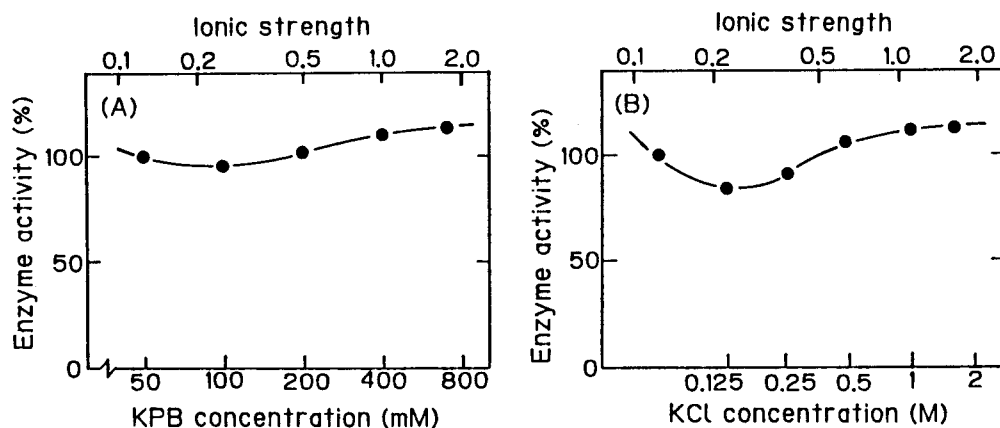 Ionic strength
0.1 0.2 0.5 1.0 2.0
(A)
Enzyme activity (%)
100
50
0
50 100 200 400 800
KPB concentration (mM)
Ionic strength
0.1 0.2 0.5 1.0 2.0
(B)
Enzyme activity (%)
100
50
0
0.125 0.25 0.5 1 2
KCl concentration (M)